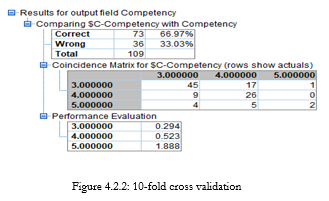 Results for output field Competency
Comparing $C-Competency with Competency
Correct 73 66.97%
Wrong 36 33.03%
Total 109
Coincidence Matrix for $C-Competency (rows show actuals)
3.000000 4.000000 5.000000
3.000000 45 17 1
4.000000 9 26 0
5.000000 4 5 2
Performance Evaluation
3.000000 0.294
4.000000 0.523
5.000000 1.888
Figure 4.2.2: 10-fold cross validation